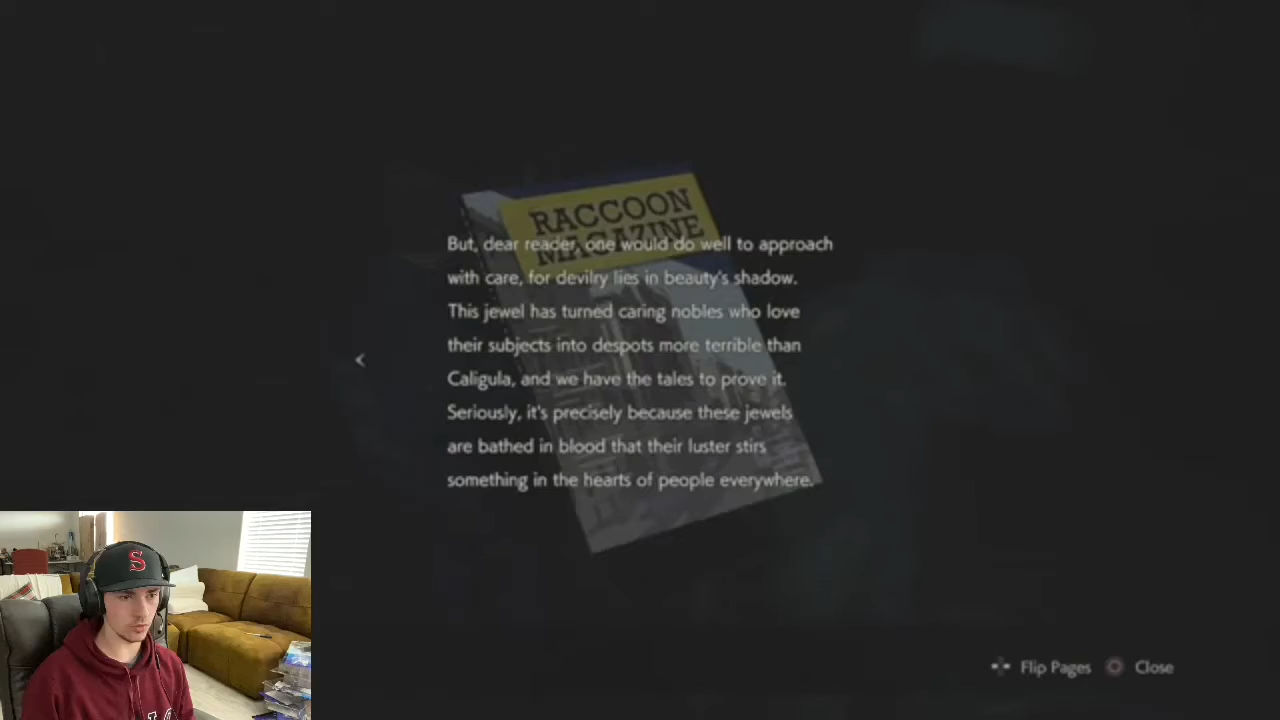 RACCOON
MAGAZINE
But, dear reader, one would do well to approach
with care, for devilry lies in beauty's shadow.
This jewel has turned caring nobles who love
their subjects into despots more terrible than
Caligula, and we have the tales to prove it.
Seriously, it's precisely because these jewels
are bathed in blood that their luster stirs
something in the hearts of people everywhere.
S
Flip Pages
Close